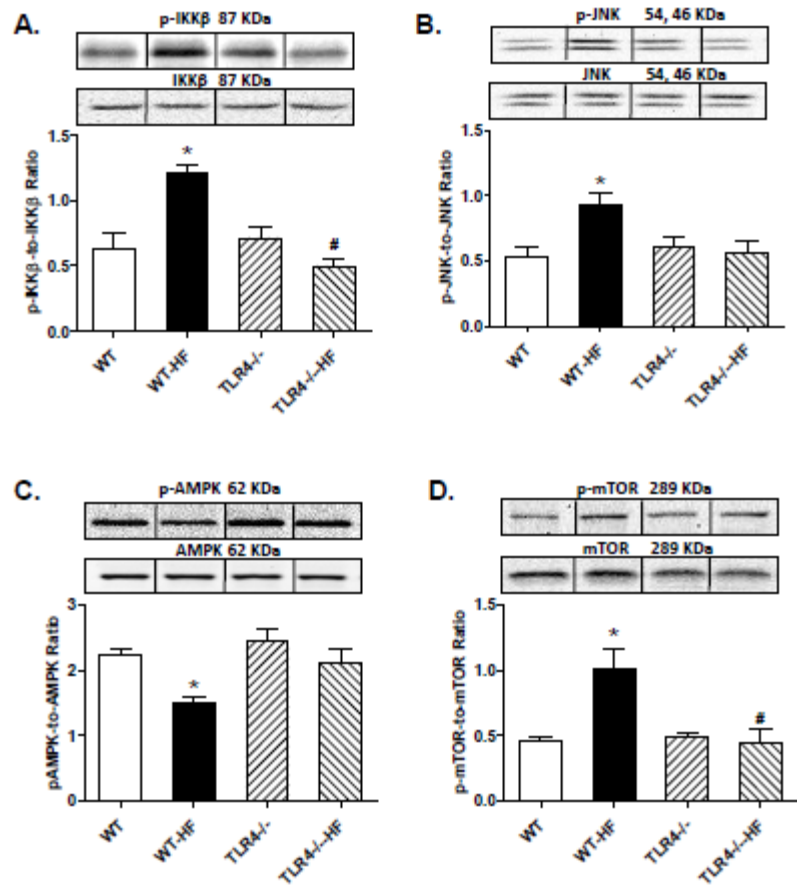 A.
p-IKKβ 87 KDa
IKKβ 87 KDa
p-IKKβ-to-IKKβ Ratio
1.5
1.0
0.5
0.0
*
#
WT
WT-HF
TLR4-/-
TLR4-/--HF
B.
p-JNK 54, 46 KDa
JNK 54, 46 KDa
p-JNK-to-JNK Ratio
1.5
1.0
0.5
0.0
*
WT
WT-HF
TLR4-/-
TLR4-/--HF
C.
p-AMPK 62 KDa
AMPK 62 KDa
pAMPK-to-AMPK Ratio
3
2
1
0
*
WT
WT-HF
TLR4-/-
TLR4-/--HF
D.
p-mTOR 289 KDa
mTOR 289 KDa
p-mTOR-to-mTOR Ratio
1.5
1.0
0.5
0.0
*
#
WT
WT-HF
TLR4-/-
TLR4-/--HF